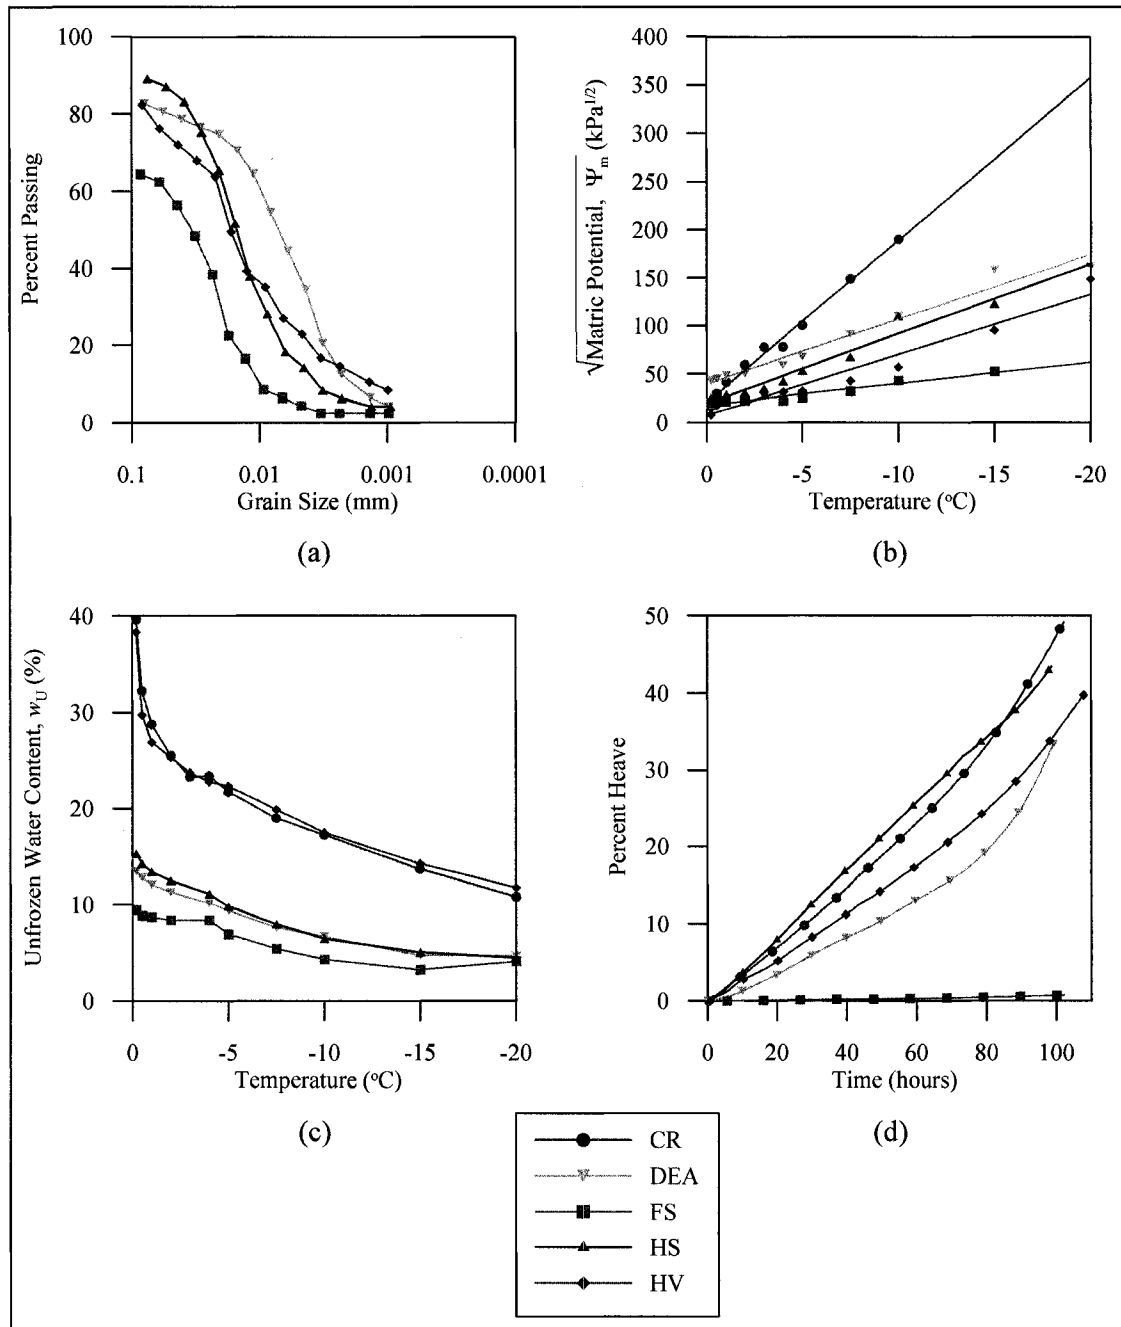 100
80
60
40
20
0
Percent Passing
0.1
0.01
0.001
0.0001
Grain Size (mm)
(a)
400
350
300
250
200
150
100
50
0
√Matric Potential, Ψm (kPa1/2)
0
-5
-10
-15
-20
Temperature (°C)
(b)
40
30
20
10
0
Unfrozen Water Content, wU (%)
0
-5
-10
-15
-20
Temperature (°C)
(c)
50
40
30
20
10
0
Percent Heave
0
20
40
60
80
100
Time (hours)
(d)
CR
DEA
FS
HS
HV